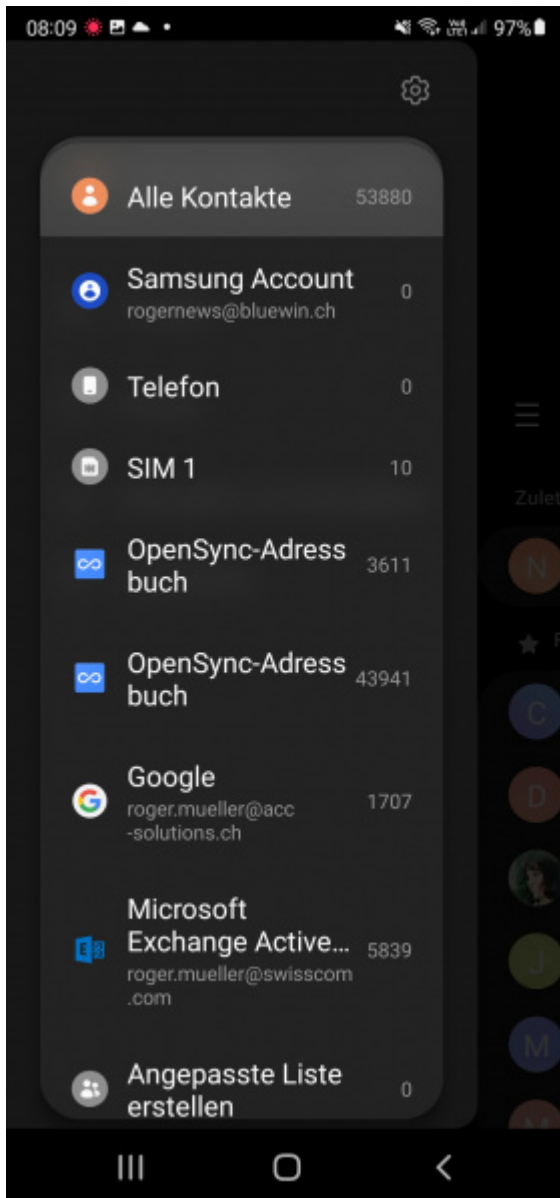 08:09 97%
Alle Kontakte 53880
Samsung Account 0
rogernews@bluewin.ch
Telefon 0
SIM 1 10
OpenSync-Adress
buch 3611
OpenSync-Adress
buch 43941
Google
roger.mueller@acc 1707
-solutions.ch
Microsoft
Exchange Active... 5839
roger.mueller@swisscom
.com
Angepasste Liste
erstellen 0
Zulet
N
F
C
D
J
M
M